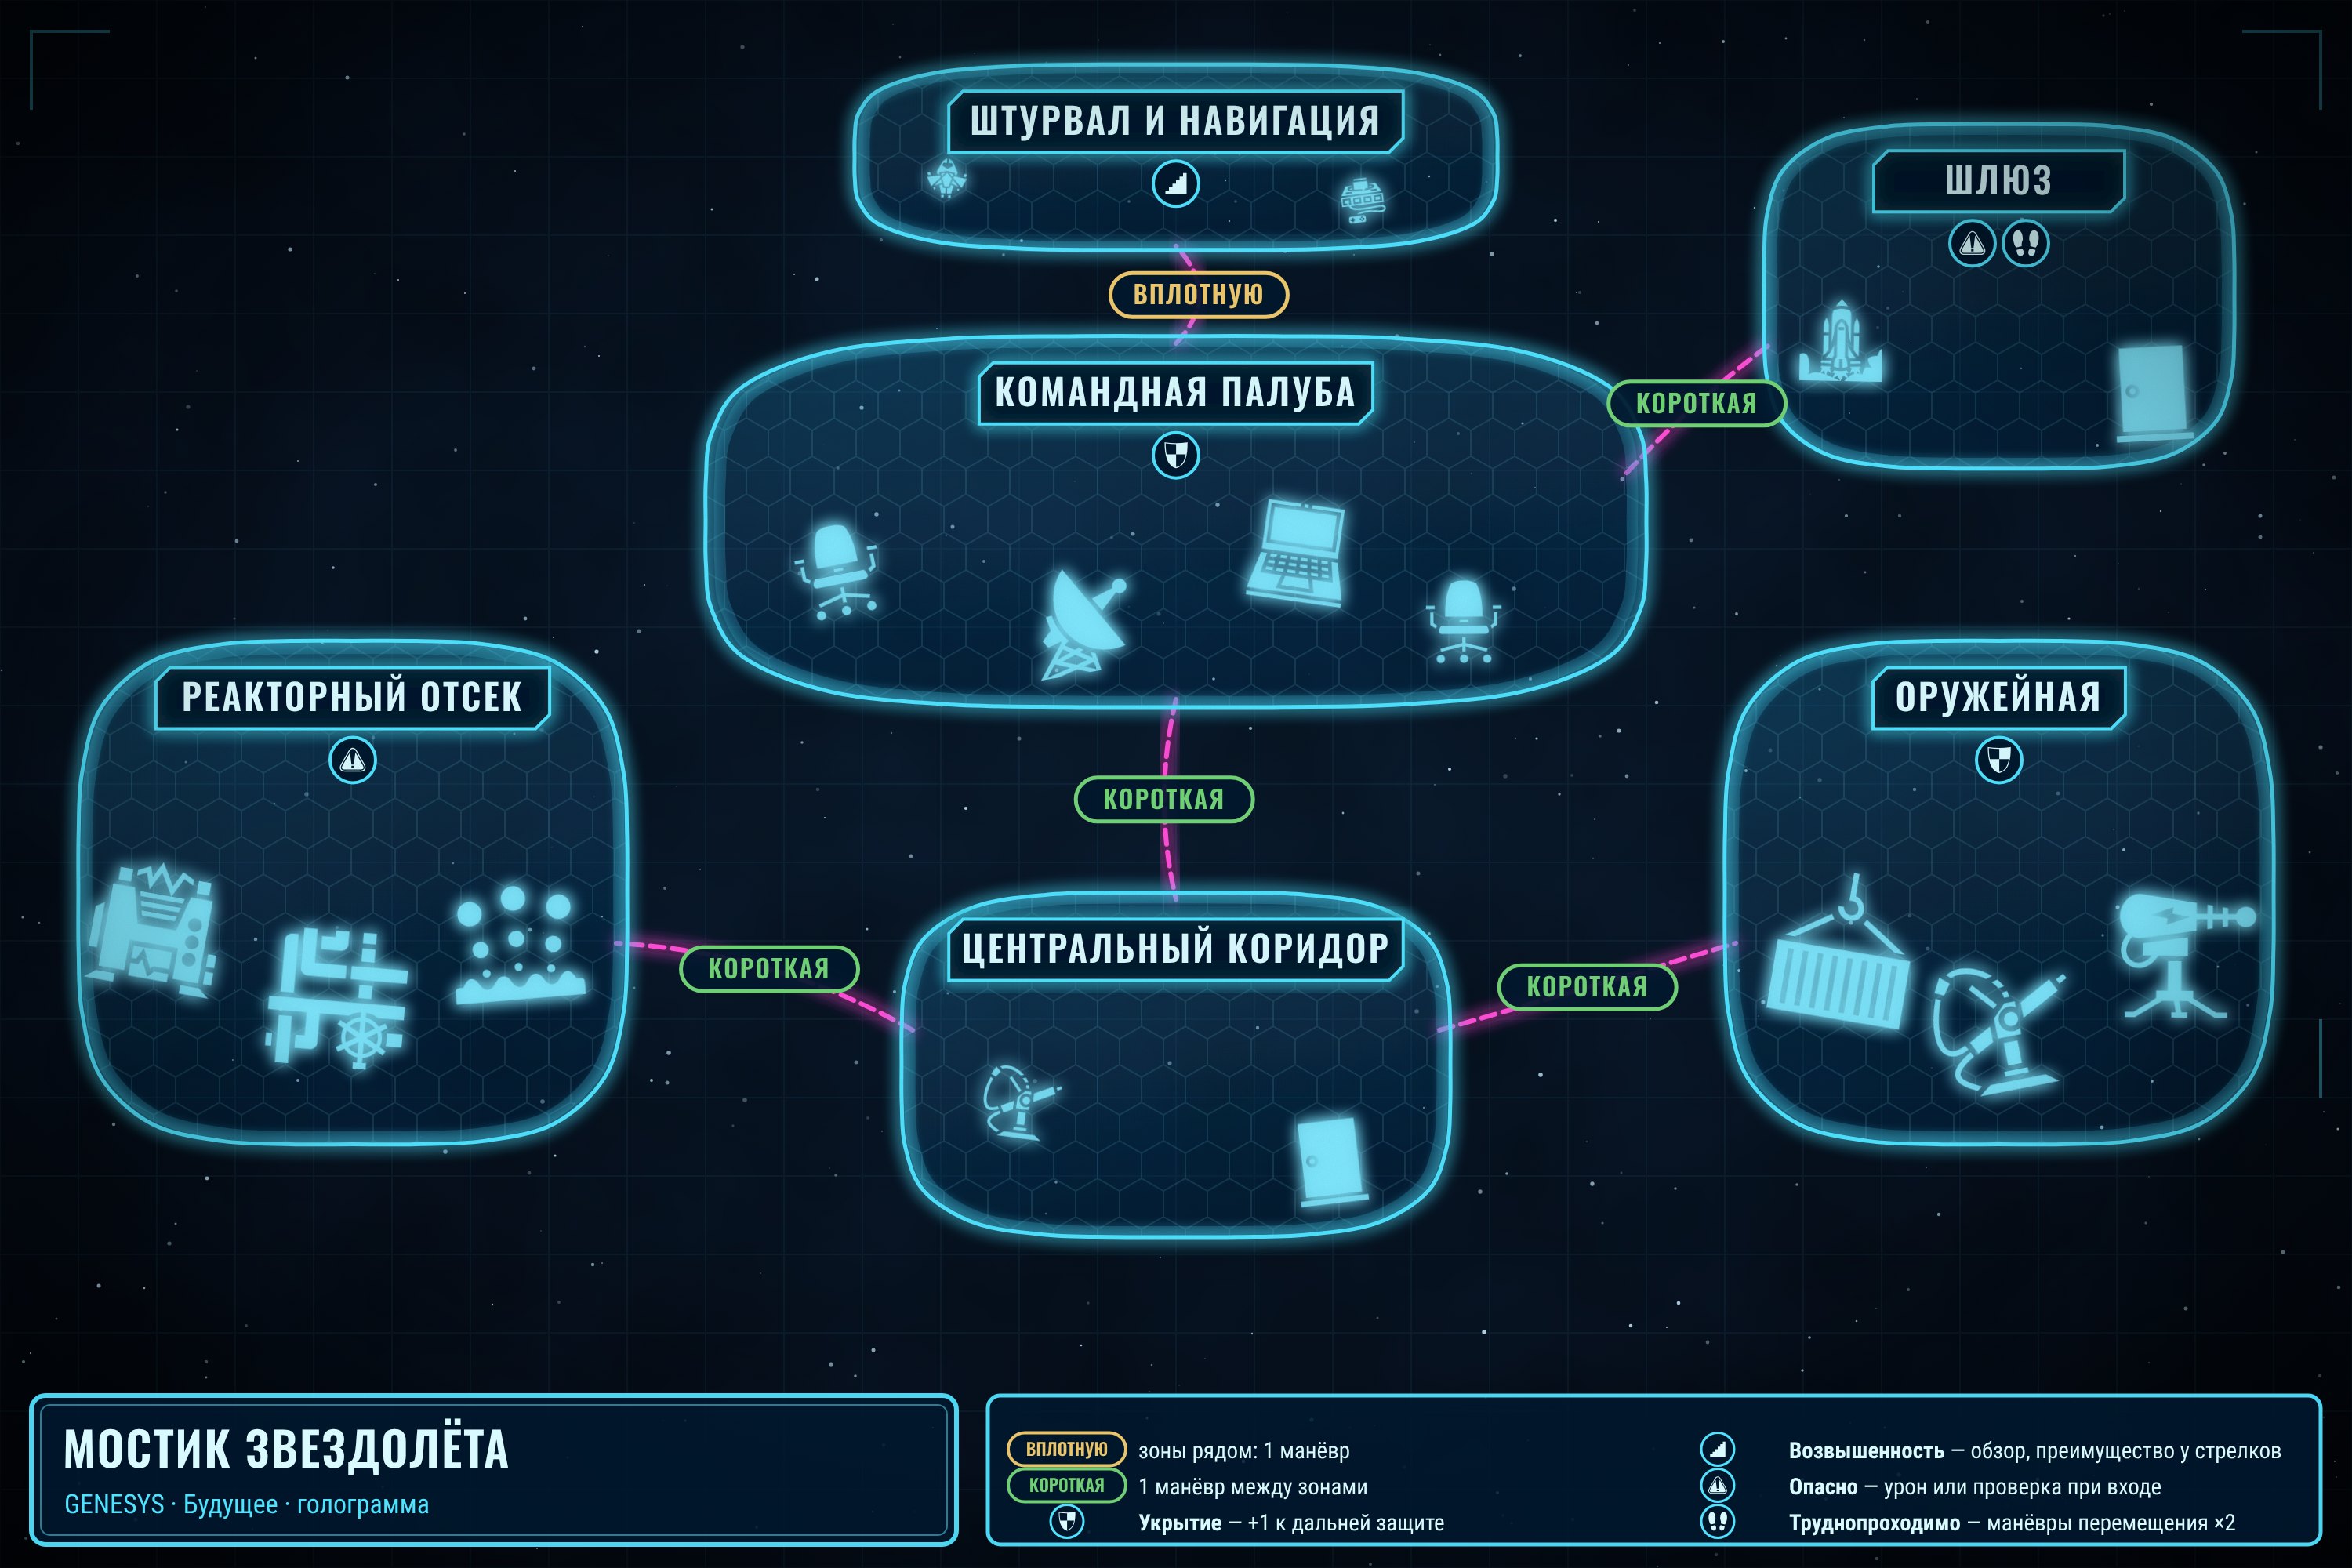 ШТУРВАЛ И НАВИГАЦИЯ
ШЛЮЗ
ВПЛОТНУЮ
КОМАНДНАЯ ПАЛУБА
КОРОТКАЯ
РЕАКТОРНЫЙ ОТСЕК
ОРУЖЕЙНАЯ
КОРОТКАЯ
ЦЕНТРАЛЬНЫЙ КОРИДОР
КОРОТКАЯ
КОРОТКАЯ
МОСТИК ЗВЕЗДОЛЁТА
GENESYS · Будущее · голограмма
ВПЛОТНУЮ зоны рядом: 1 манёвр
КОРОТКАЯ 1 манёвр между зонами
Укрытие — +1 к дальней защите
Возвышенность — обзор, преимущество у стрелков
Опасно — урон или проверка при входе
Труднопроходимо — манёвры перемещения ×2